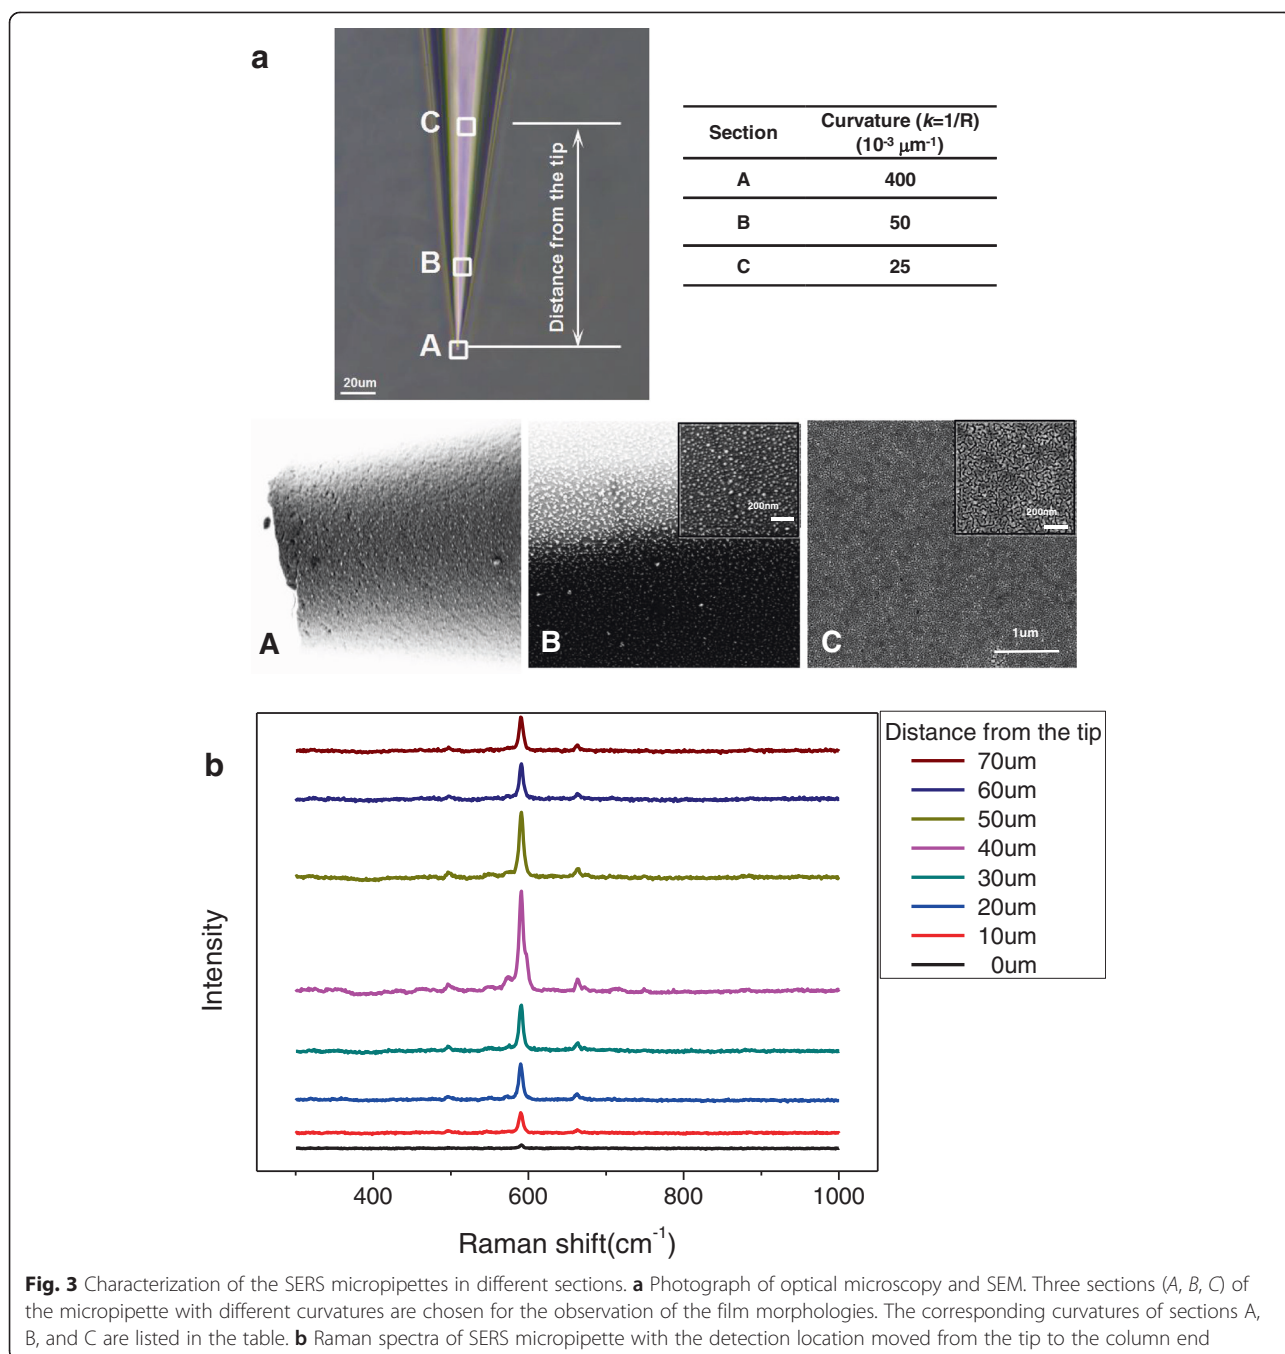 a
C
B
A
Distance from the tip
20um
Section
Curvature (k=1/R)
(10-3 μm-1)
A
400
B
50
C
25
A
B
200nm
C
200nm
1um
b
Intensity
400
600
800
1000
Raman shift(cm-1)
Distance from the tip
70um
60um
50um
40um
30um
20um
10um
0um
Fig. 3 Characterization of the SERS micropipettes in different sections. a Photograph of optical microscopy and SEM. Three sections (A, B, C) of
the micropipette with different curvatures are chosen for the observation of the film morphologies. The corresponding curvatures of sections A,
B, and C are listed in the table. b Raman spectra of SERS micropipette with the detection location moved from the tip to the column end